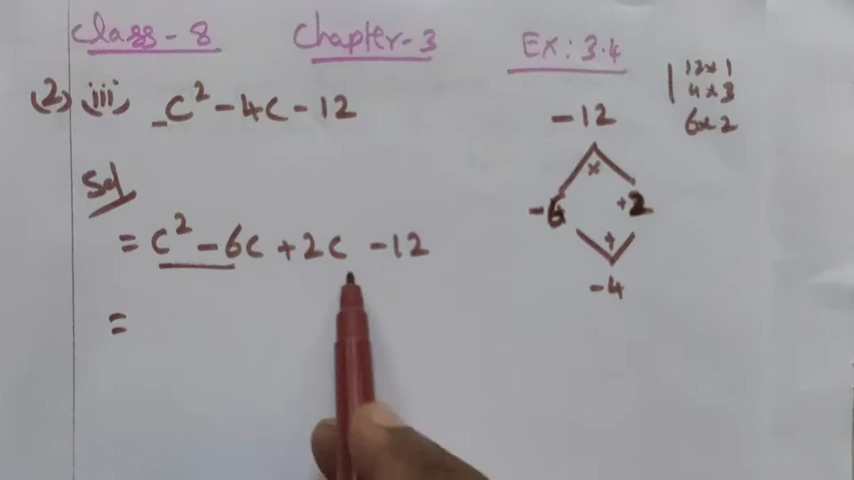 Class - 8 Chapter-3 Ex: 3.4
(2) (iii) c² - 4c - 12
12 x 1
4 x 3
6 x 2
-12
x
-6 +2
+
-4
Sol
= c² - 6c + 2c - 12
=